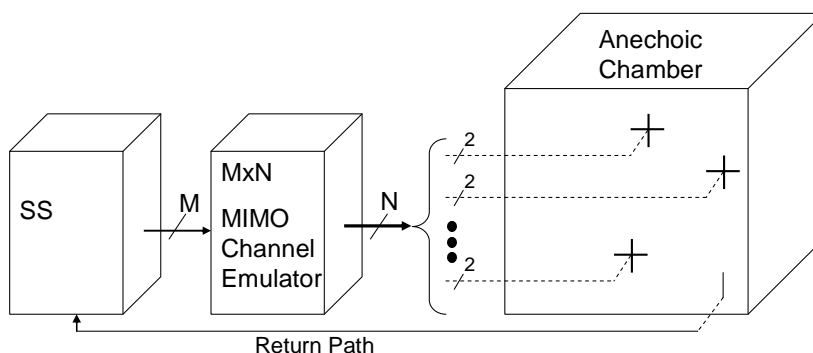 SS
M
MxN
MIMO
Channel
Emulator
N
2
2
2
Anechoic
Chamber
Return Path